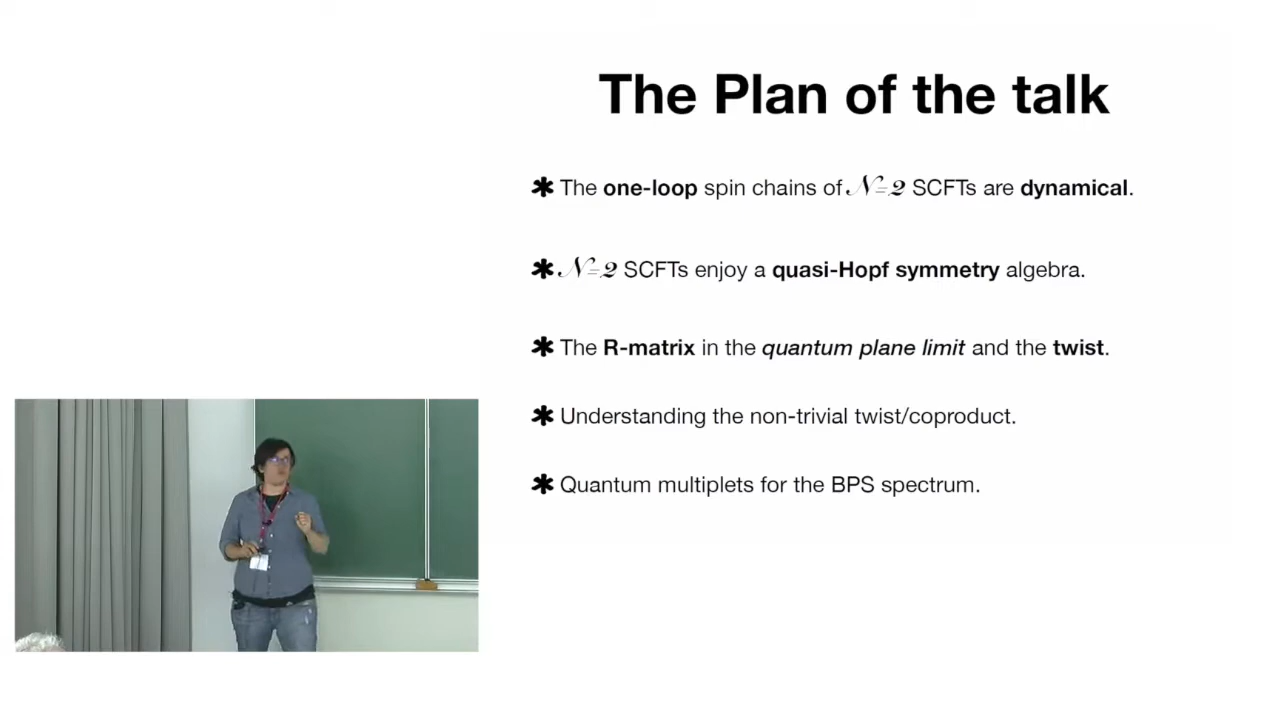 The Plan of the talk
✱ The one-loop spin chains of 𝒩=2 SCFTs are dynamical.
✱ 𝒩=2 SCFTs enjoy a quasi-Hopf symmetry algebra.
✱ The R-matrix in the quantum plane limit and the twist.
✱ Understanding the non-trivial twist/coproduct.
✱ Quantum multiplets for the BPS spectrum.